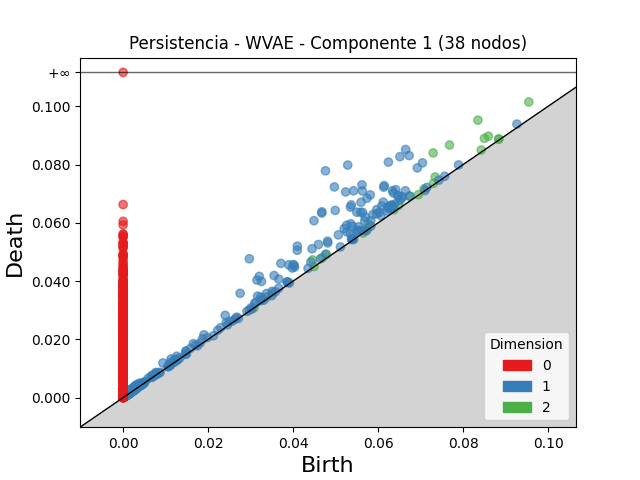 Persistencia - WVAE - Componente 1 (38 nodos)
+∞
0.100
0.080
0.060
0.040
0.020
0.000
Death
0.00 0.02 0.04 0.06 0.08 0.10
Birth
Dimension
0
1
2